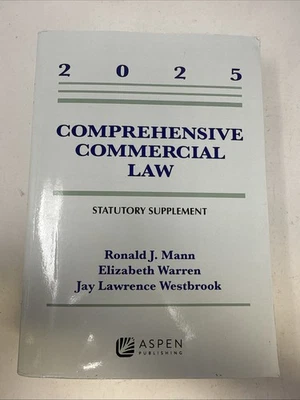 2 0 2 5
COMPREHENSIVE
COMMERCIAL
LAW
STATUTORY SUPPLEMENT
Ronald J. Mann
Elizabeth Warren
Jay Lawrence Westbrook
ASPEN
PUBLISHING